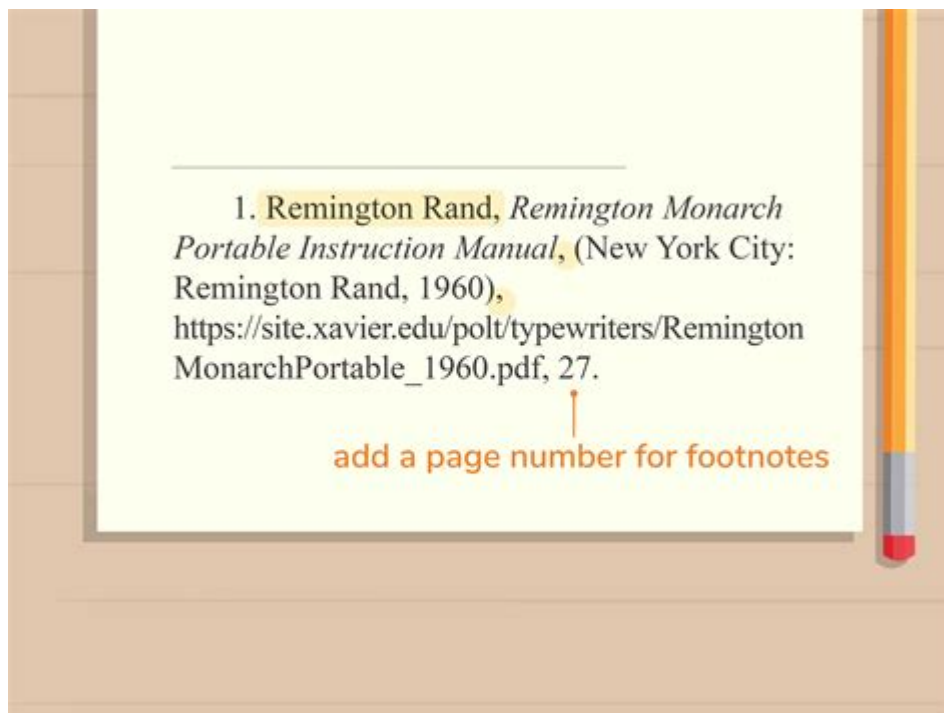 1. Remington Rand, Remington Monarch
Portable Instruction Manual, (New York City:
Remington Rand, 1960),
https://site.xavier.edu/polt/typewriters/Remington
MonarchPortable_1960.pdf, 27.
add a page number for footnotes